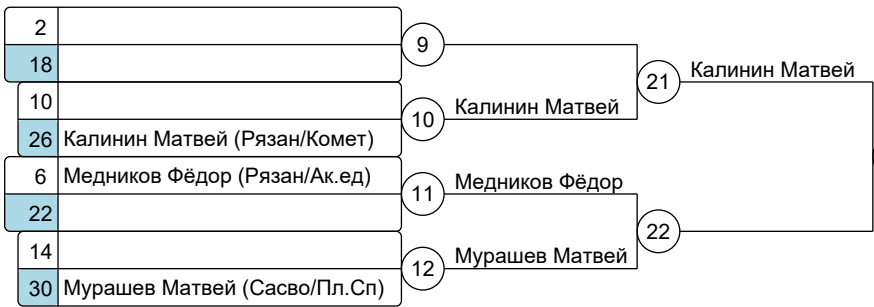 2
9
18
21 Калинин Матвей
10
10 Калинин Матвей
26 Калинин Матвей (Рязан/Комет)
6 Медников Фёдор (Рязан/Ак.ед)
11 Медников Фёдор
22
22
14
12 Мурашев Матвей
30 Мурашев Матвей (Сасво/Пл.Сп)